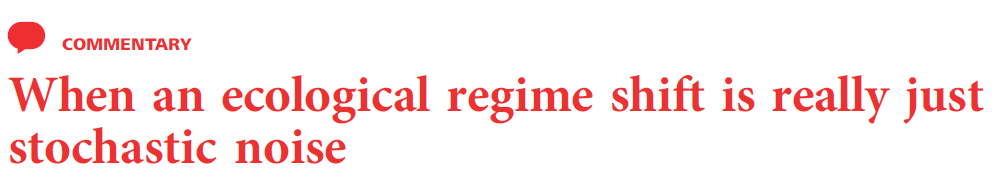 COMMENTARY
When an ecological regime shift is really just
stochastic noise